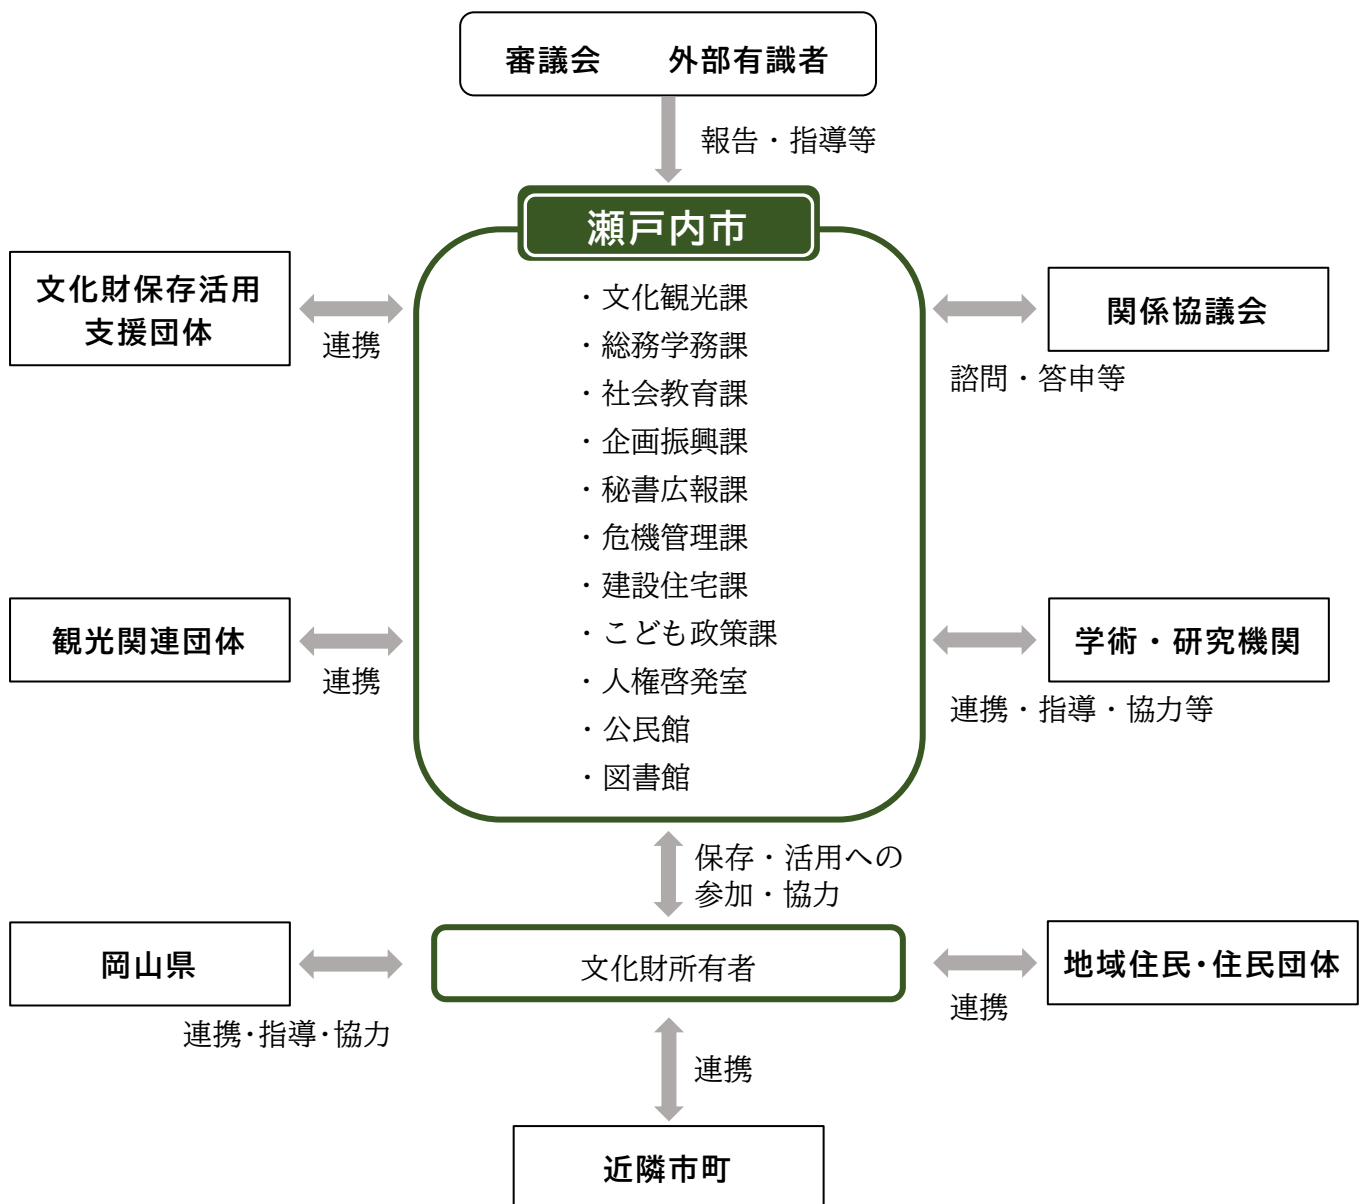 審議会　外部有識者
報告・指導等
瀬戸内市
文化財保存活用
支援団体
連携
・文化観光課
・総務学務課
・社会教育課
・企画振興課
・秘書広報課
・危機管理課
・建設住宅課
・こども政策課
・人権啓発室
・公民館
・図書館
関係協議会
諮問・答申等
観光関連団体
連携
学術・研究機関
連携・指導・協力等
保存・活用への
参加・協力
岡山県
連携・指導・協力
文化財所有者
地域住民・住民団体
連携
連携
近隣市町